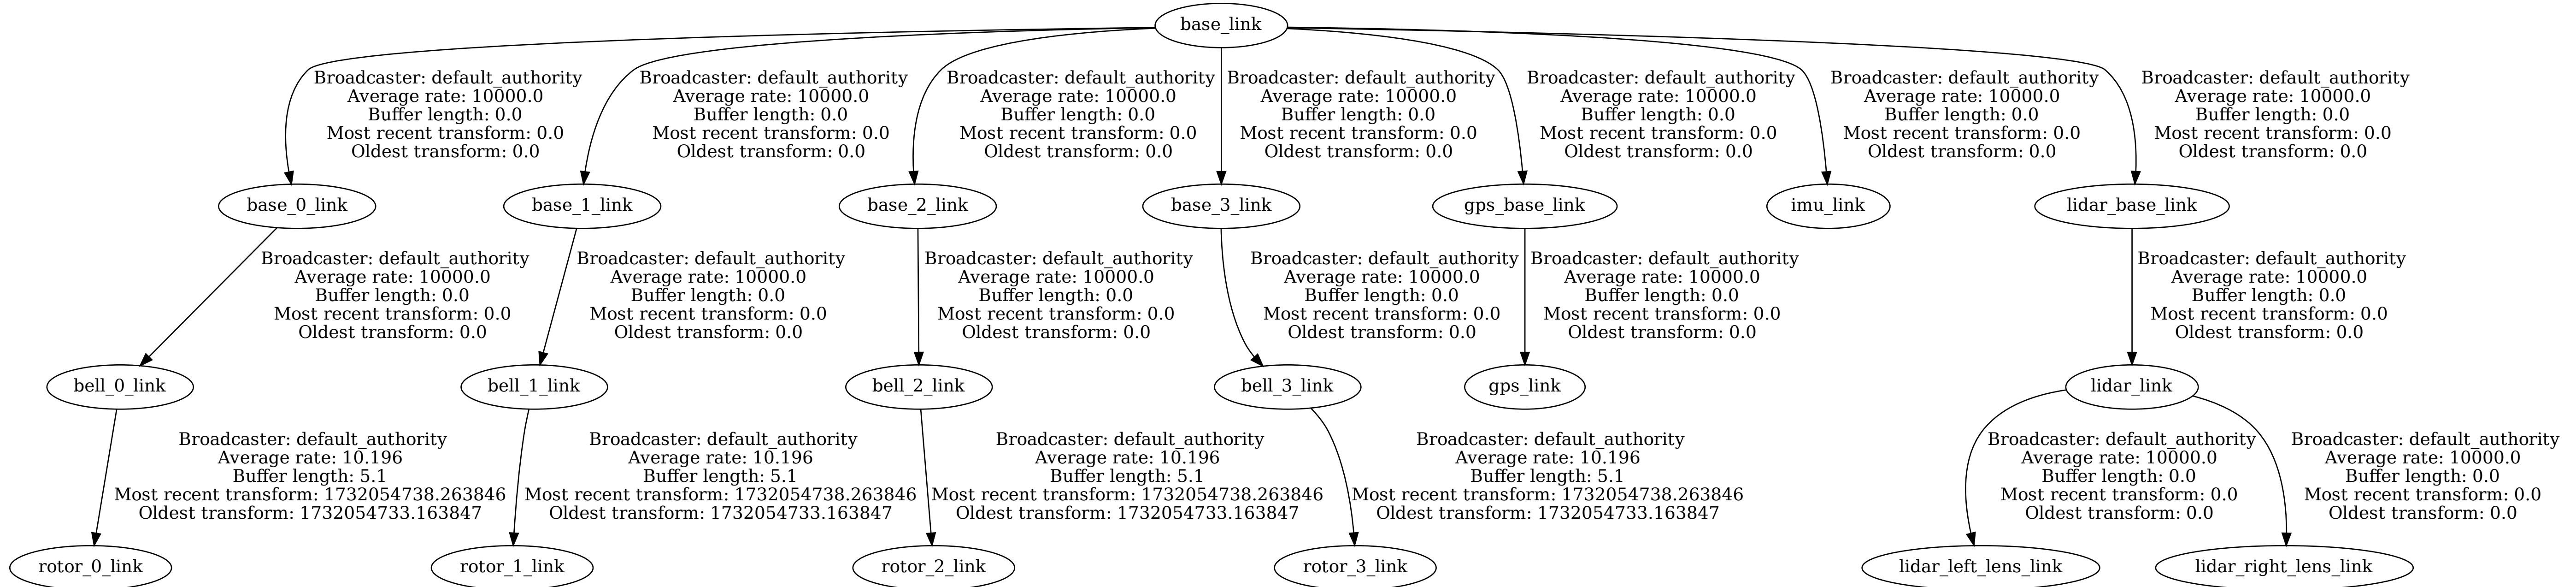 base_link
Broadcaster: default_authority
Average rate: 10000.0
Buffer length: 0.0
Most recent transform: 0.0
Oldest transform: 0.0
Broadcaster: default_authority
Average rate: 10000.0
Buffer length: 0.0
Most recent transform: 0.0
Oldest transform: 0.0
Broadcaster: default_authority
Average rate: 10000.0
Buffer length: 0.0
Most recent transform: 0.0
Oldest transform: 0.0
Broadcaster: default_authority
Average rate: 10000.0
Buffer length: 0.0
Most recent transform: 0.0
Oldest transform: 0.0
Broadcaster: default_authority
Average rate: 10000.0
Buffer length: 0.0
Most recent transform: 0.0
Oldest transform: 0.0
Broadcaster: default_authority
Average rate: 10000.0
Buffer length: 0.0
Most recent transform: 0.0
Oldest transform: 0.0
Broadcaster: default_authority
Average rate: 10000.0
Buffer length: 0.0
Most recent transform: 0.0
Oldest transform: 0.0
base_0_link
base_1_link
base_2_link
base_3_link
gps_base_link
imu_link
lidar_base_link
Broadcaster: default_authority
Average rate: 10000.0
Buffer length: 0.0
Most recent transform: 0.0
Oldest transform: 0.0
Broadcaster: default_authority
Average rate: 10000.0
Buffer length: 0.0
Most recent transform: 0.0
Oldest transform: 0.0
Broadcaster: default_authority
Average rate: 10000.0
Buffer length: 0.0
Most recent transform: 0.0
Oldest transform: 0.0
Broadcaster: default_authority
Average rate: 10000.0
Buffer length: 0.0
Most recent transform: 0.0
Oldest transform: 0.0
Broadcaster: default_authority
Average rate: 10000.0
Buffer length: 0.0
Most recent transform: 0.0
Oldest transform: 0.0
Broadcaster: default_authority
Average rate: 10000.0
Buffer length: 0.0
Most recent transform: 0.0
Oldest transform: 0.0
bell_0_link
bell_1_link
bell_2_link
bell_3_link
gps_link
lidar_link
Broadcaster: default_authority
Average rate: 10.196
Buffer length: 5.1
Most recent transform: 1732054738.263846
Oldest transform: 1732054733.163847
Broadcaster: default_authority
Average rate: 10.196
Buffer length: 5.1
Most recent transform: 1732054738.263846
Oldest transform: 1732054733.163847
Broadcaster: default_authority
Average rate: 10.196
Buffer length: 5.1
Most recent transform: 1732054738.263846
Oldest transform: 1732054733.163847
Broadcaster: default_authority
Average rate: 10.196
Buffer length: 5.1
Most recent transform: 1732054738.263846
Oldest transform: 1732054733.163847
Broadcaster: default_authority
Average rate: 10000.0
Buffer length: 0.0
Most recent transform: 0.0
Oldest transform: 0.0
Broadcaster: default_authority
Average rate: 10000.0
Buffer length: 0.0
Most recent transform: 0.0
Oldest transform: 0.0
rotor_0_link
rotor_1_link
rotor_2_link
rotor_3_link
lidar_left_lens_link
lidar_right_lens_link